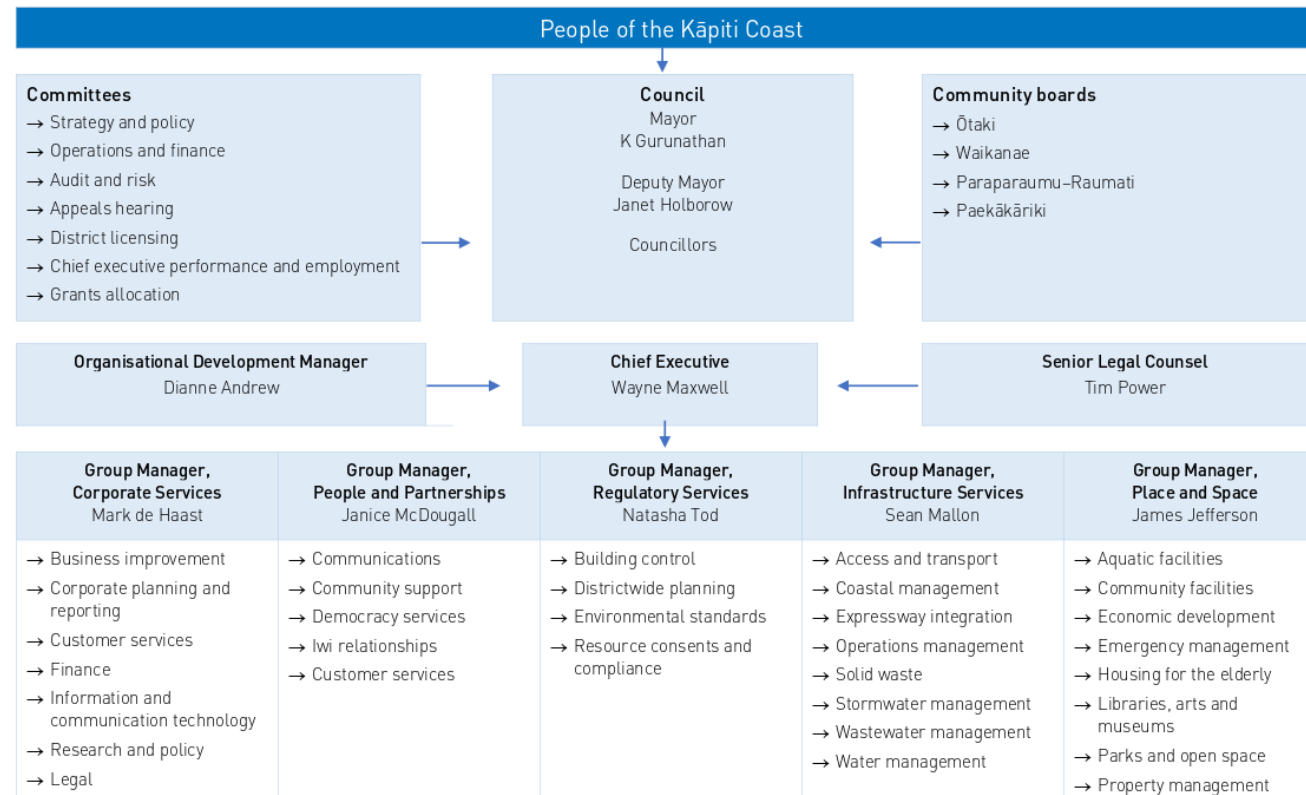 People of the Kāpiti Coast
Committees
→ Strategy and policy
→ Operations and finance
→ Audit and risk
→ Appeals hearing
→ District licensing
→ Chief executive performance and employment
→ Grants allocation
Council
Mayor
K Gurunathan
Deputy Mayor
Janet Holborow
Councillors
Community boards
→ Ōtaki
→ Waikanae
→ Paraparaumu–Raumati
→ Paekākāriki
Organisational Development Manager
Dianne Andrew
Chief Executive
Wayne Maxwell
Senior Legal Counsel
Tim Power
Group Manager,
Corporate Services
Mark de Haast
→ Business improvement
→ Corporate planning and
reporting
→ Customer services
→ Finance
→ Information and
communication technology
→ Research and policy
→ Legal
Group Manager,
People and Partnerships
Janice McDougall
→ Communications
→ Community support
→ Democracy services
→ Iwi relationships
→ Customer services
Group Manager,
Regulatory Services
Natasha Tod
→ Building control
→ Districtwide planning
→ Environmental standards
→ Resource consents and
compliance
Group Manager,
Infrastructure Services
Sean Mallon
→ Access and transport
→ Coastal management
→ Expressway integration
→ Operations management
→ Solid waste
→ Stormwater management
→ Wastewater management
→ Water management
Group Manager,
Place and Space
James Jefferson
→ Aquatic facilities
→ Community facilities
→ Economic development
→ Emergency management
→ Housing for the elderly
→ Libraries, arts and
museums
→ Parks and open space
→ Property management